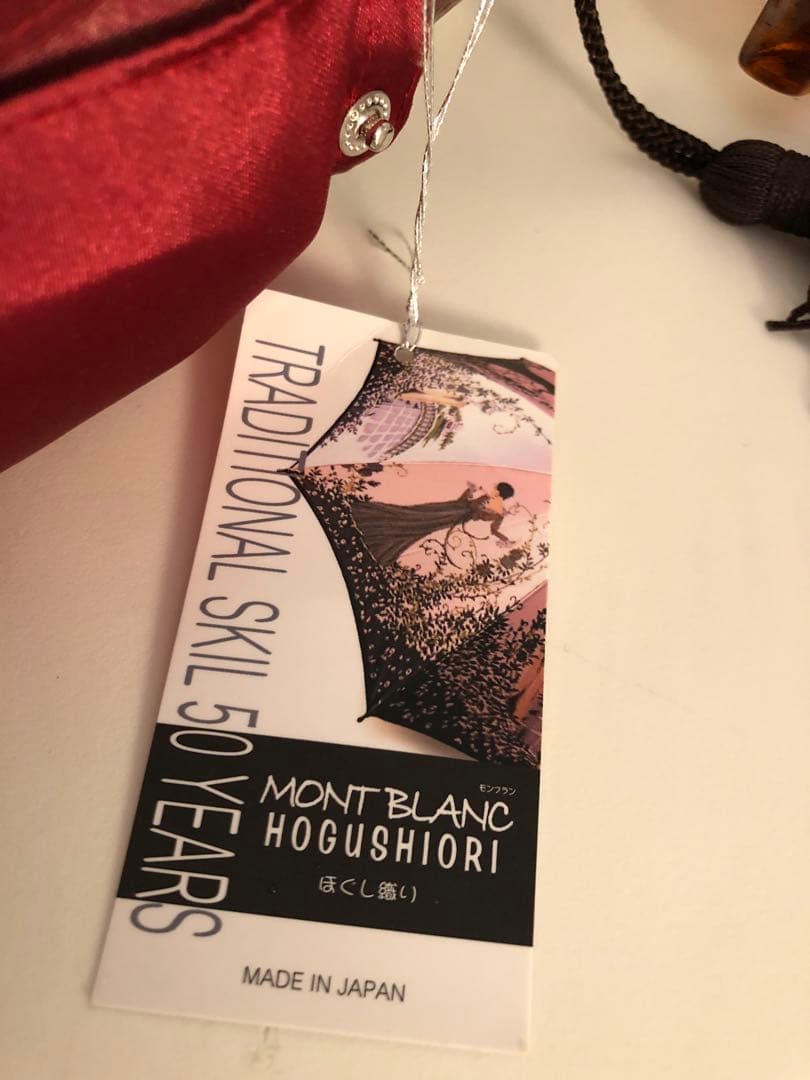 TRADITIONAL SKIL 50 YEARS
モンブラン
MONT BLANC
HOGUSHIORI
ほぐし織り
MADE IN JAPAN